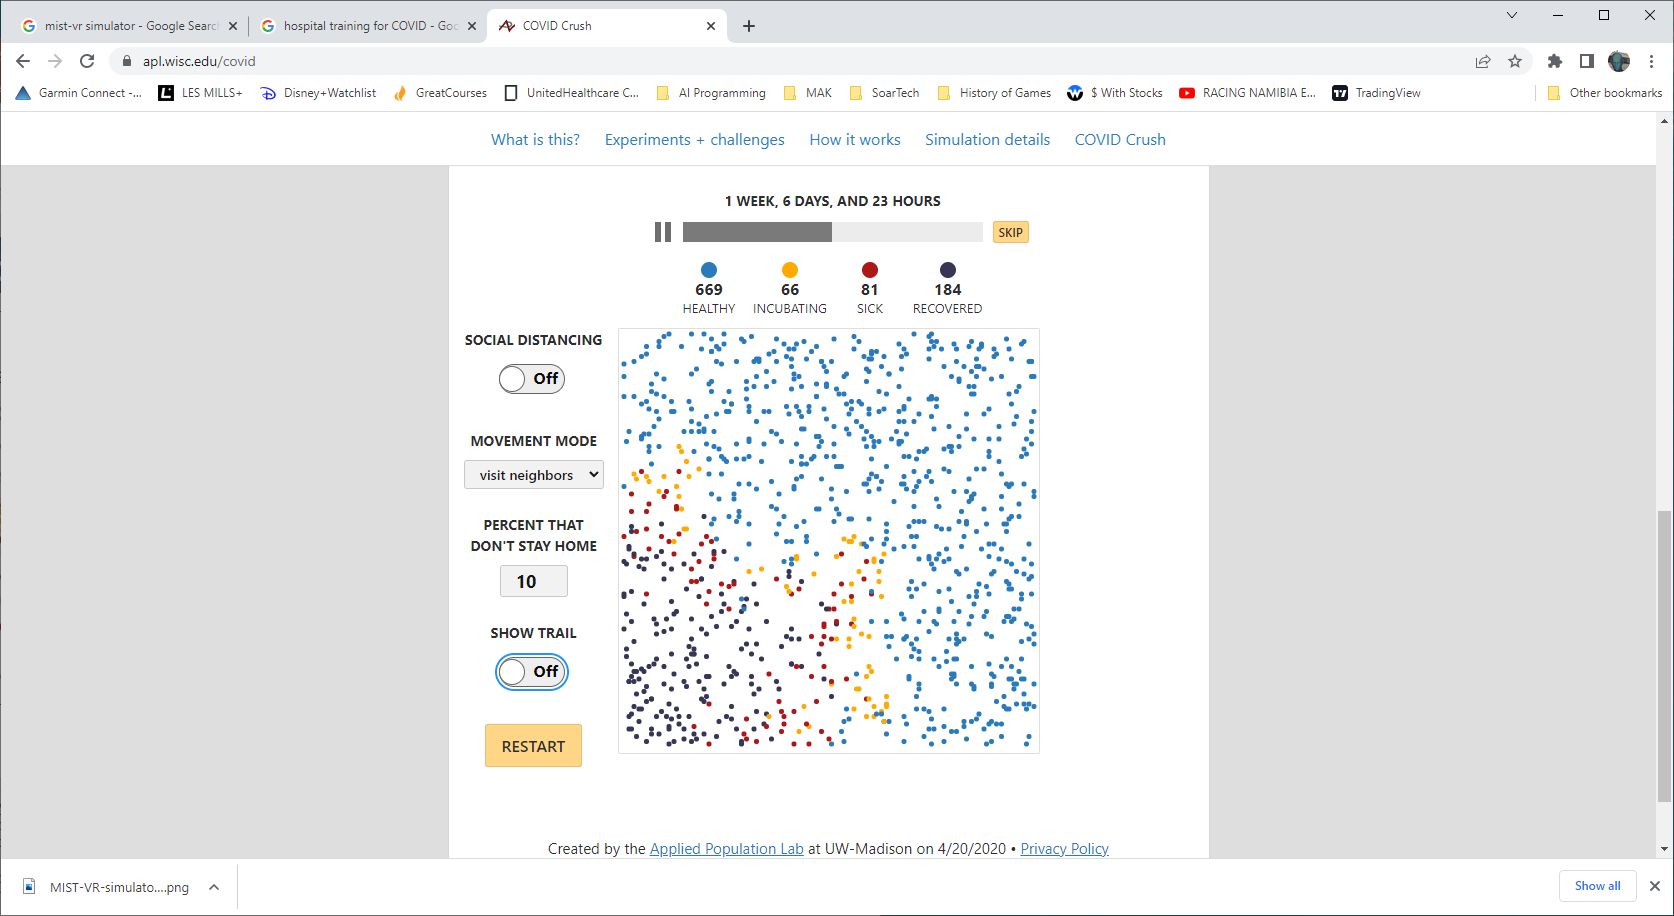 mist-vr simulator - Google Search
hospital training for COVID - Goo
COVID Crush
apl.wisc.edu/covid
Garmin Connect -... LES MILLS+ Disney+Watchlist GreatCourses UnitedHealthcare C... AI Programming MAK SoarTech History of Games $ With Stocks RACING NAMIBIA E... TradingView Other bookmarks
What is this? Experiments + challenges How it works Simulation details COVID Crush
1 WEEK, 6 DAYS, AND 23 HOURS
SKIP
669 66 81 184
HEALTHY INCUBATING SICK RECOVERED
SOCIAL DISTANCING
Off
MOVEMENT MODE
visit neighbors
PERCENT THAT
DON'T STAY HOME
10
SHOW TRAIL
Off
RESTART
Created by the Applied Population Lab at UW-Madison on 4/20/2020 • Privacy Policy
MIST-VR-simulato....png
Show all